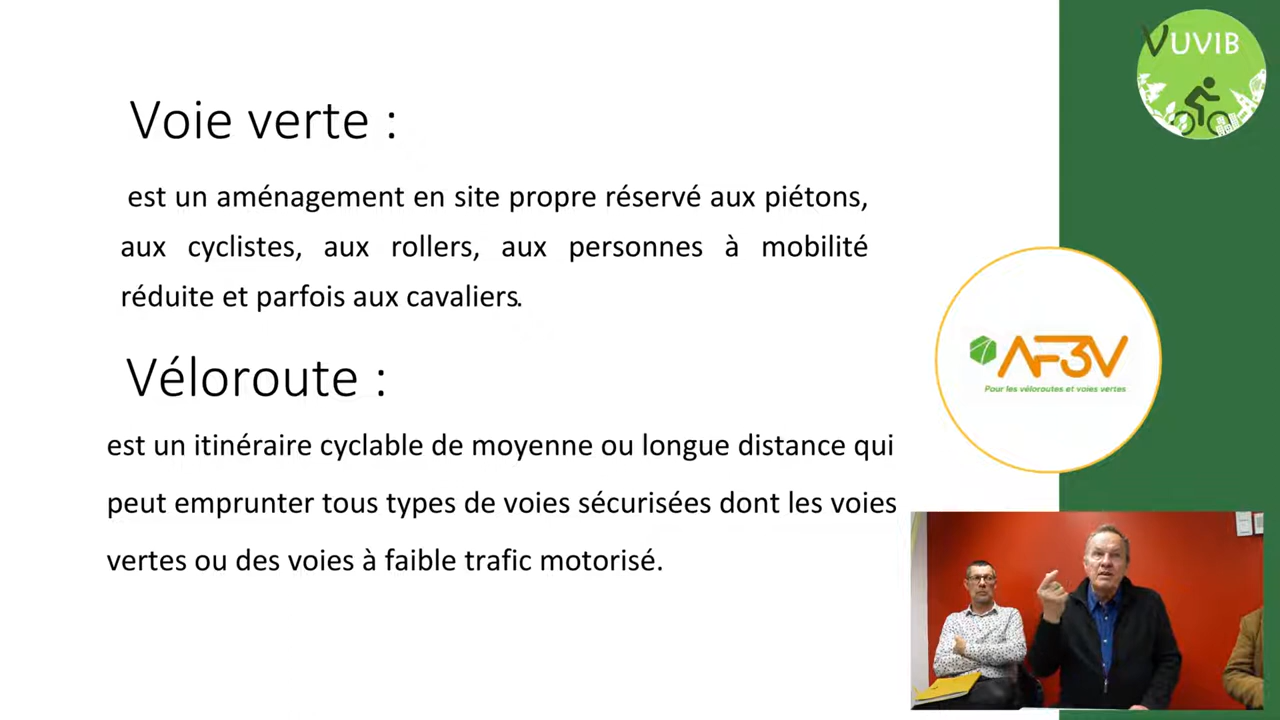 VUVIB
Voie verte :
est un aménagement en site propre réservé aux piétons,
aux cyclistes, aux rollers, aux personnes à mobilité
réduite et parfois aux cavaliers.
AF3V
Pour les véloroutes et voies vertes
Véloroute :
est un itinéraire cyclable de moyenne ou longue distance qui
peut emprunter tous types de voies sécurisées dont les voies
vertes ou des voies à faible trafic motorisé.